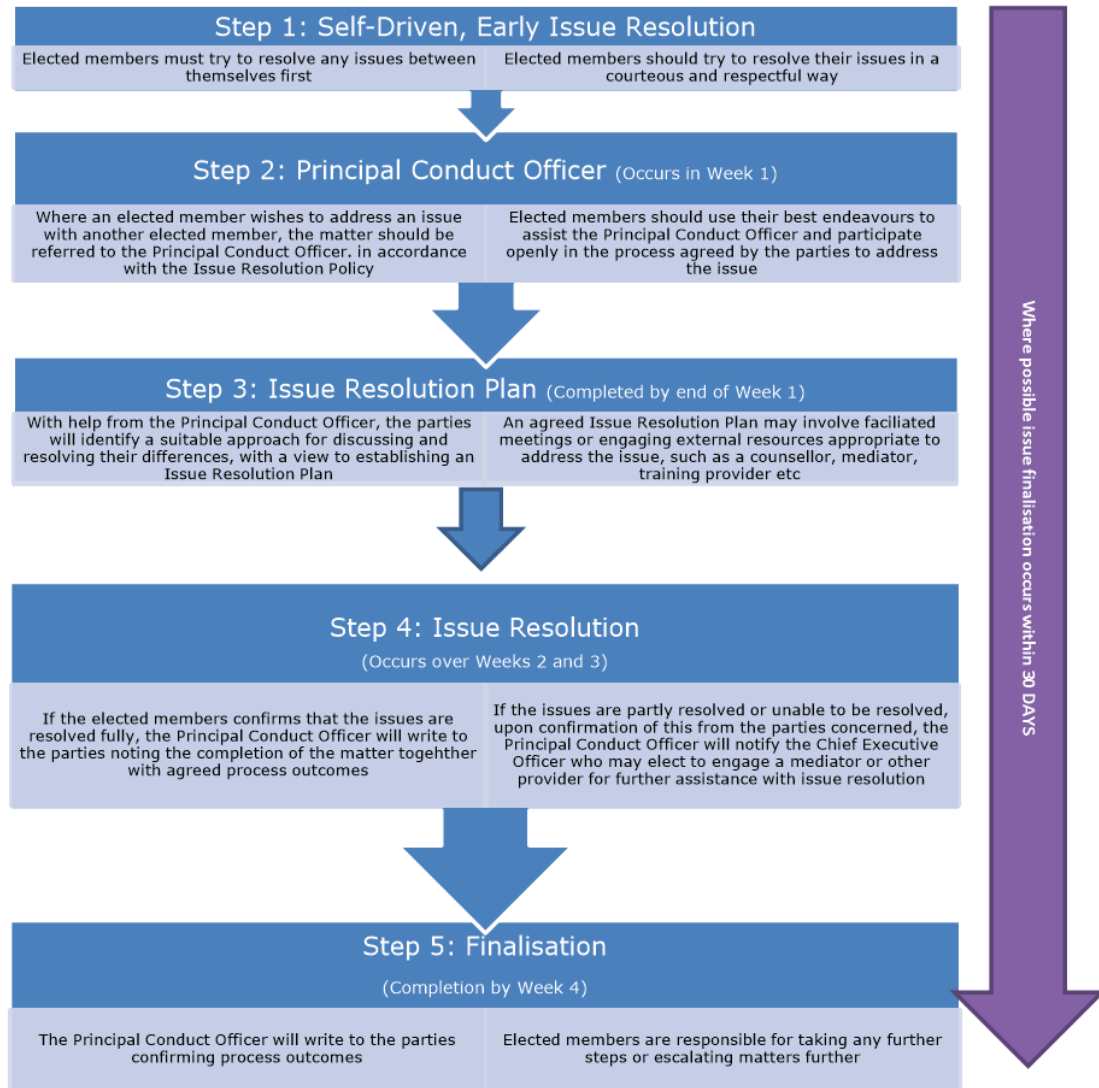 Step 1: Self-Driven, Early Issue Resolution
Elected members must try to resolve any issues between
themselves first
Elected members should try to resolve their issues in a
courteous and respectful way
Step 2: Principal Conduct Officer (Occurs in Week 1)
Where an elected member wishes to address an issue
with another elected member, the matter should be
referred to the Principal Conduct Officer. in accordance
with the Issue Resolution Policy
Elected members should use their best endeavours to
assist the Principal Conduct Officer and participate
openly in the process agreed by the parties to address
the issue
Step 3: Issue Resolution Plan (Completed by end of Week 1)
With help from the Principal Conduct Officer, the parties
will identify a suitable approach for discussing and
resolving their differences, with a view to establishing an
Issue Resolution Plan
An agreed Issue Resolution Plan may involve faciliated
meetings or engaging external resources appropriate to
address the issue, such as a counsellor, mediator,
training provider etc
Step 4: Issue Resolution
(Occurs over Weeks 2 and 3)
If the elected members confirms that the issues are
resolved fully, the Principal Conduct Officer will write to
the parties noting the completion of the matter togehther
with agreed process outcomes
If the issues are partly resolved or unable to be resolved,
upon confirmation of this from the parties concerned, the
Principal Conduct Officer will notify the Chief Executive
Officer who may elect to engage a mediator or other
provider for further assistance with issue resolution
Step 5: Finalisation
(Completion by Week 4)
The Principal Conduct Officer will write to the parties
confirming process outcomes
Elected members are responsible for taking any further
steps or escalating matters further
Where possible issue finalisation occurs within 30 DAYS